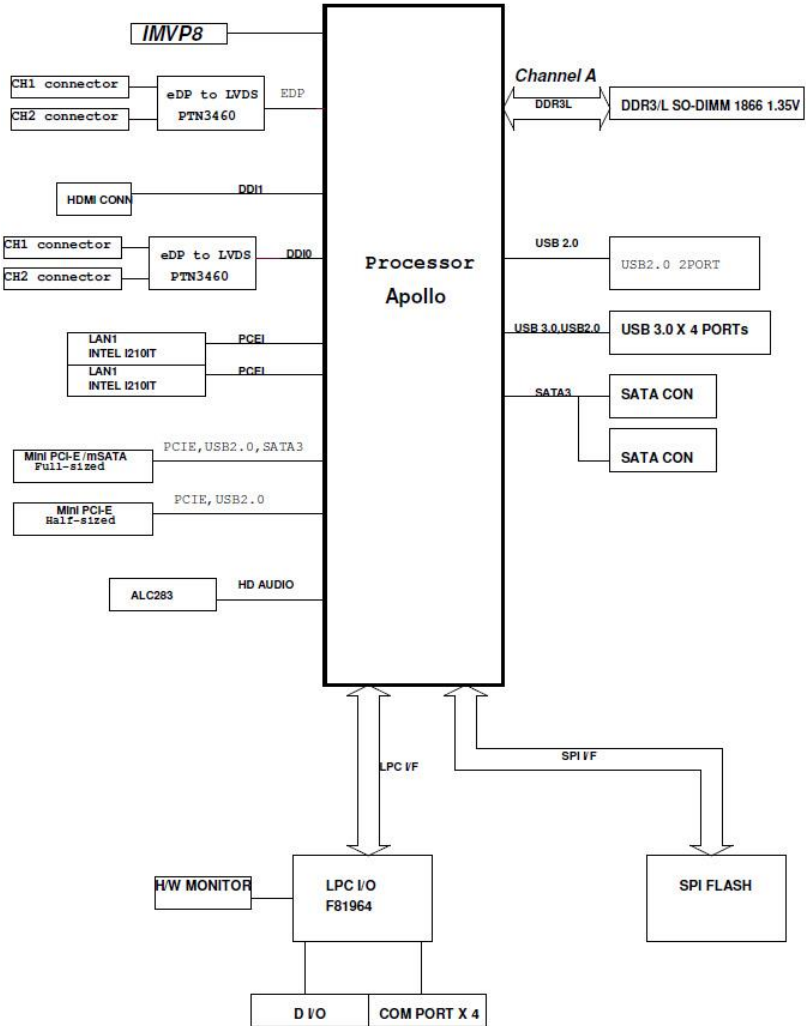 IMVP8
CH1 connector
CH2 connector
eDP to LVDS
PTN3460
EDP
Channel A
DDR3L
DDR3/L SO-DIMM 1866 1.35V
HDMI CONN
DDI1
CH1 connector
CH2 connector
eDP to LVDS
PTN3460
DDI0
Processor
Apollo
USB 2.0
USB2.0 2PORT
LAN1
INTEL I210IT
PCEI
LAN1
INTEL I210IT
PCEI
USB 3.0,USB2.0
USB 3.0 X 4 PORTs
SATA3
SATA CON
SATA CON
Mini PCI-E/mSATA
Full-sized
PCIE,USB2.0,SATA3
Mini PCI-E
Half-sized
PCIE,USB2.0
ALC283
HD AUDIO
LPC I/F
SPI I/F
H/W MONITOR
LPC I/O
F81964
SPI FLASH
D I/O
COM PORT X 4